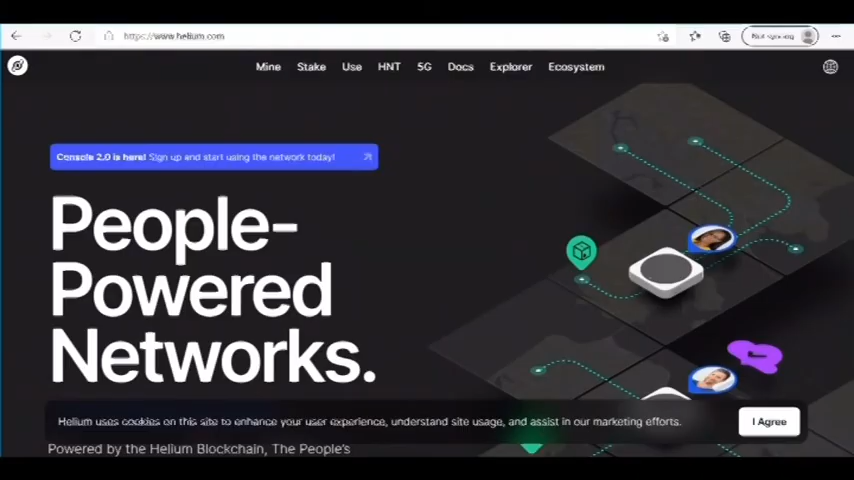 https://www.helium.com
Mine Stake Use HNT 5G Docs Explorer Ecosystem
Console 2.0 is here! Sign up and start using the network today!
People-
Powered
Networks.
Helium uses cookies on this site to enhance your user experience, understand site usage, and assist in our marketing efforts.
I Agree
Powered by the Helium Blockchain, The People's